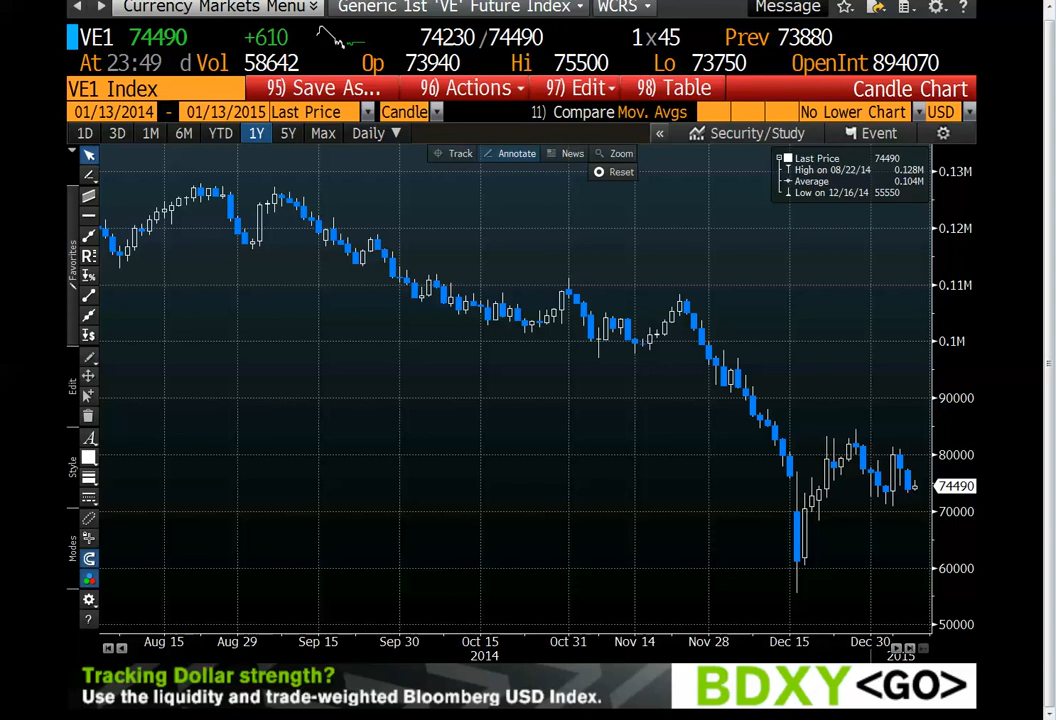 Currency Markets Menu Generic 1st 'VE' Future Index WCRS Message ?
VE1 74490 +610 74230 /74490 1x45 Prev 73880
At 23:49 d Vol 58642 Op 73940 Hi 75500 Lo 73750 OpenInt 894070
VE1 Index 95) Save As... 96) Actions 97) Edit 98) Table Candle Chart
01/13/2014 - 01/13/2015 Last Price Candle 11) Compare Mov. Avgs No Lower Chart USD
1D 3D 1M 6M YTD 1Y 5Y Max Daily ▼ « Security/Study Event
Track Annotate News Zoom
Reset
Last Price 74490
High on 08/22/14 0.128M
Average 0.104M
Low on 12/16/14 55550
0.13M
0.12M
0.11M
0.1M
90000
80000
74490
70000
60000
50000
Favorites
Edit
Style
Modes
R
%
$
A
?
Aug 15 Aug 29 Sep 15 Sep 30 Oct 15 Oct 31 Nov 14 Nov 28 Dec 15 Dec 30
2014 2015
Tracking Dollar strength?
Use the liquidity and trade-weighted Bloomberg USD Index.
BDXY <GO>